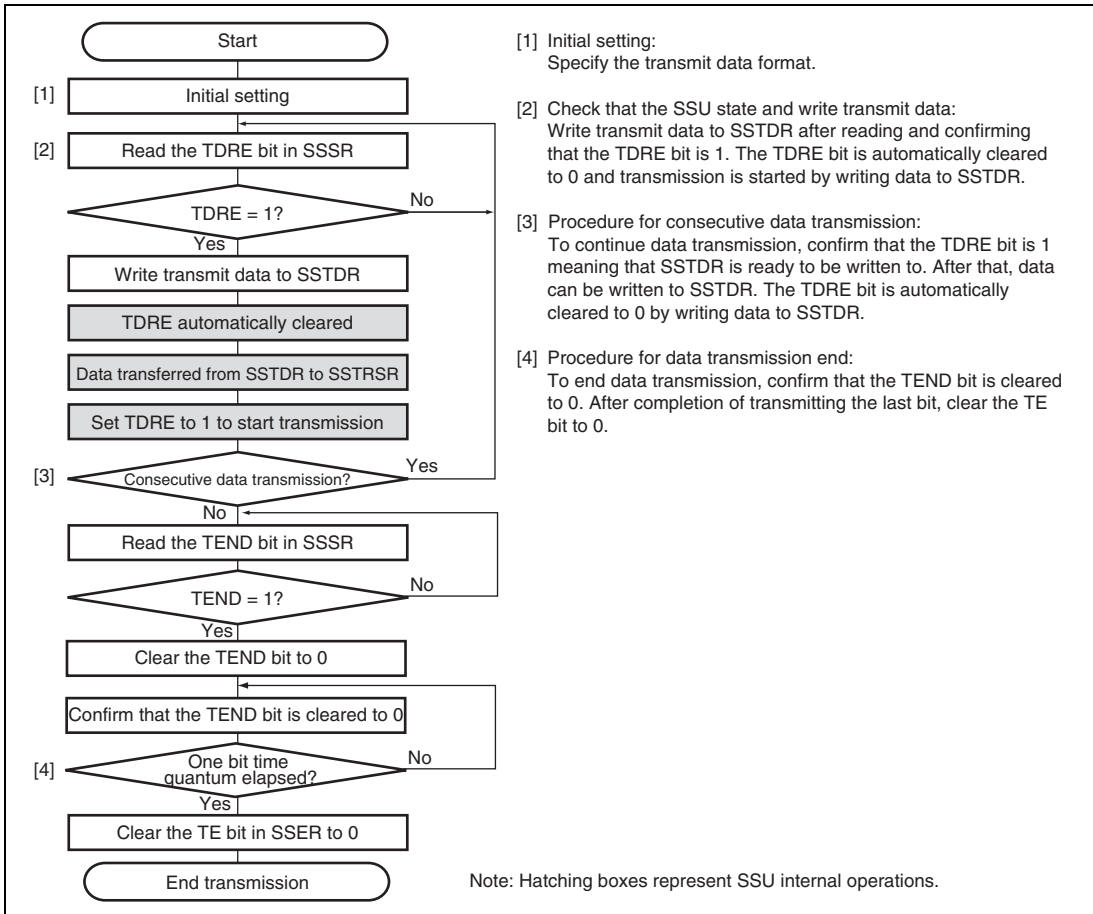 Start
[1] Initial setting
[2] Read the TDRE bit in SSSR
TDRE = 1?
No
Yes
Write transmit data to SSTDR
TDRE automatically cleared
Data transferred from SSTDR to SSTRSR
Set TDRE to 1 to start transmission
[3] Consecutive data transmission?
Yes
No
Read the TEND bit in SSSR
TEND = 1?
No
Yes
Clear the TEND bit to 0
Confirm that the TEND bit is cleared to 0
[4] One bit time
quantum elapsed?
No
Yes
Clear the TE bit in SSER to 0
End transmission
[1] Initial setting:
Specify the transmit data format.
[2] Check that the SSU state and write transmit data:
Write transmit data to SSTDR after reading and confirming
that the TDRE bit is 1. The TDRE bit is automatically cleared
to 0 and transmission is started by writing data to SSTDR.
[3] Procedure for consecutive data transmission:
To continue data transmission, confirm that the TDRE bit is 1
meaning that SSTDR is ready to be written to. After that, data
can be written to SSTDR. The TDRE bit is automatically
cleared to 0 by writing data to SSTDR.
[4] Procedure for data transmission end:
To end data transmission, confirm that the TEND bit is cleared
to 0. After completion of transmitting the last bit, clear the TE
bit to 0.
Note: Hatching boxes represent SSU internal operations.